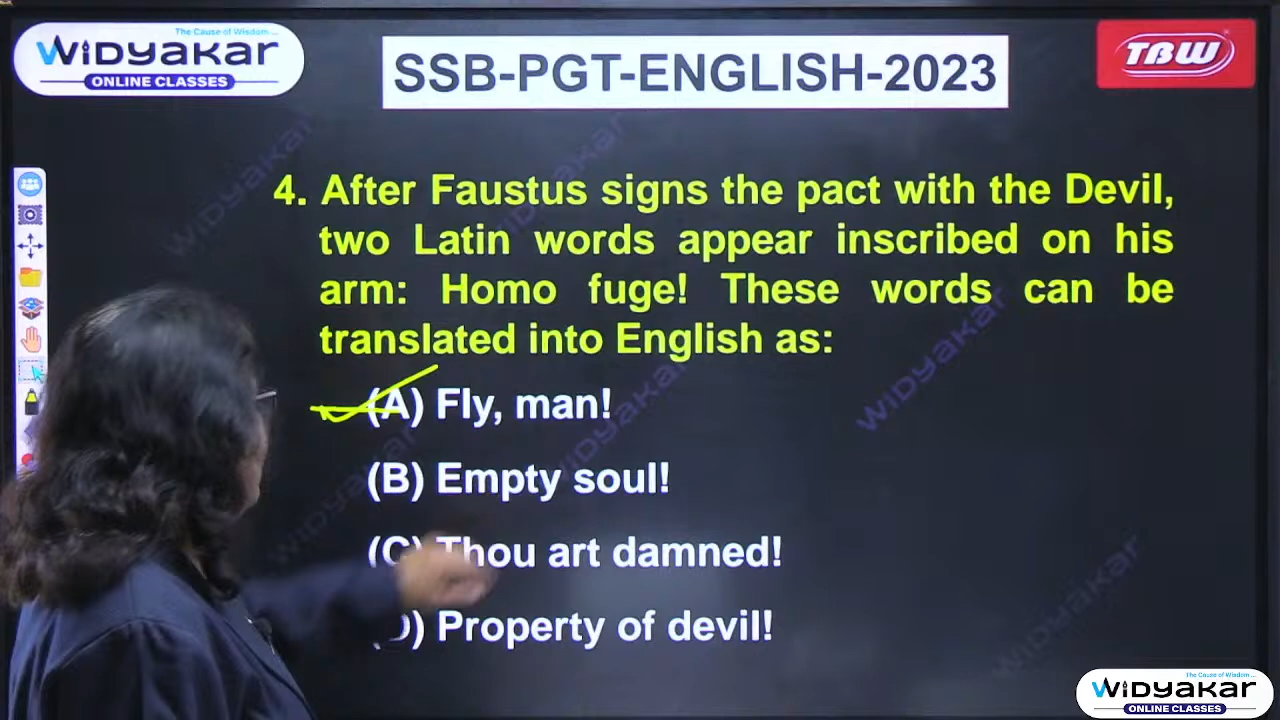 The Cause of Wisdom...
WiDyAkAr
ONLINE CLASSES
SSB-PGT-ENGLISH-2023
TBW
4. After Faustus signs the pact with the Devil,
two Latin words appear inscribed on his
arm: Homo fuge! These words can be
translated into English as:
(A) Fly, man!
(B) Empty soul!
(C) Thou art damned!
(D) Property of devil!
The Cause of Wisdom...
WiDyAkAr
ONLINE CLASSES